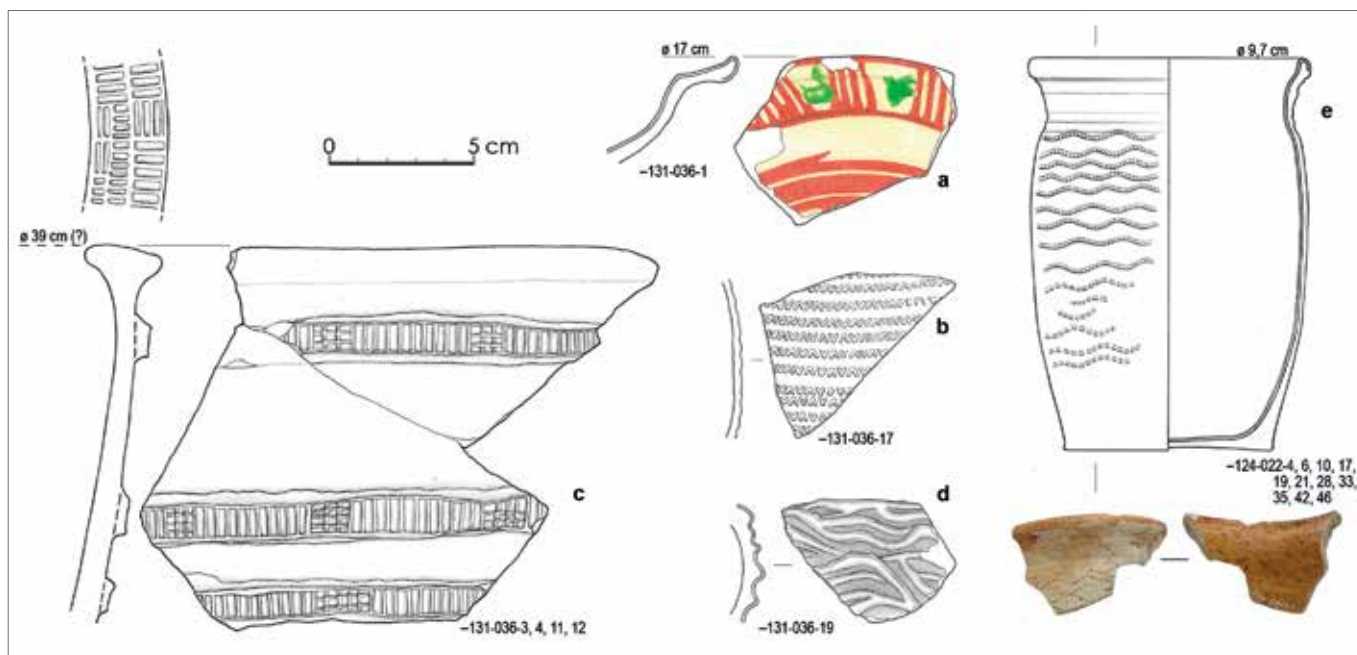 0 5 cm
ø 17 cm
–131-036-1
a
ø 9,7 cm
e
ø 39 cm (?)
b
–131-036-17
c
–131-036-3, 4, 11, 12
d
–131-036-19
–124-022-4, 6, 10, 17,
19, 21, 28, 33,
35, 42, 46